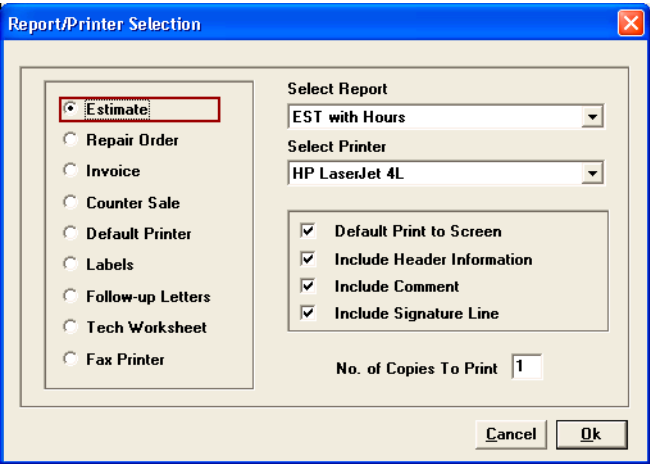 Report/Printer Selection
Estimate
Repair Order
Invoice
Counter Sale
Default Printer
Labels
Follow-up Letters
Tech Worksheet
Fax Printer
Select Report
EST with Hours
Select Printer
HP LaserJet 4L
Default Print to Screen
Include Header Information
Include Comment
Include Signature Line
No. of Copies To Print 1
Cancel Ok